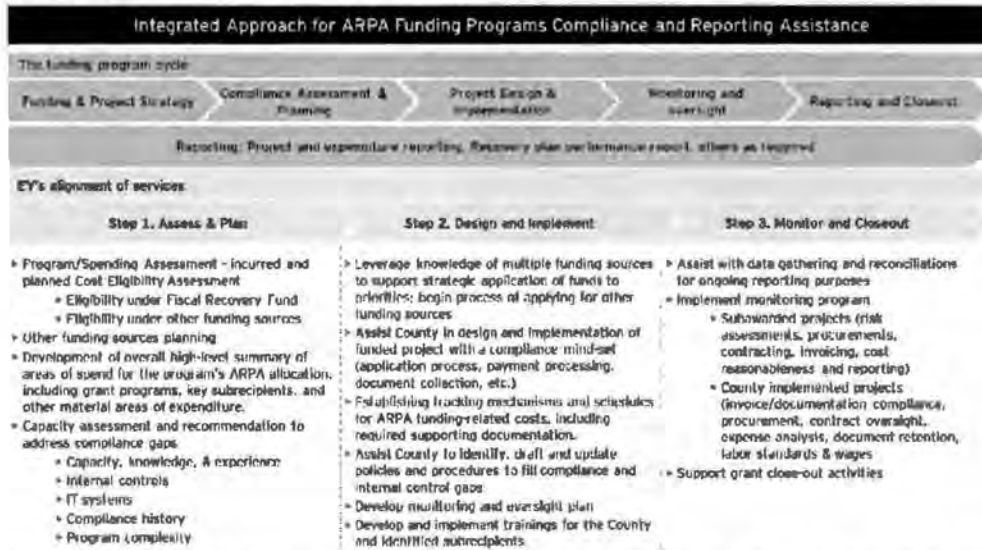 Integrated Approach for ARPA Funding Programs Compliance and Reporting Assistance
The funding program cycle
Funding & Project Strategy
Compliance Assessment &
Planning
Project Design &
Implementation
Monitoring and
oversight
Reporting and Closeout
Reporting: Project and expenditure reporting, Recovery plan performance report, others as required
EY's alignment of services
Step 1. Assess & Plan
▸ Program/Spending Assessment - incurred and
planned Cost Eligibility Assessment
▸ Eligibility under Fiscal Recovery Fund
▸ Eligibility under other funding sources
▸ Other funding sources planning
▸ Development of overall high-level summary of
areas of spend for the program's ARPA allocation,
including grant programs, key subrecipients, and
other material areas of expenditure.
▸ Capacity assessment and recommendation to
address compliance gaps
▸ Capacity, knowledge, & experience
▸ Internal controls
▸ IT systems
▸ Compliance history
▸ Program complexity
Step 2. Design and Implement
▸ Leverage knowledge of multiple funding sources
to support strategic application of funds to
priorities; begin process of applying for other
funding sources
▸ Assist County in design and implementation of
funded project with a compliance mind-set
(application process, payment processing,
document collection, etc.)
▸ Establishing tracking mechanisms and schedules
for ARPA funding-related costs, including
required supporting documentation.
▸ Assist County to identify, draft and update
policies and procedures to fill compliance and
internal control gaps
▸ Develop monitoring and oversight plan
▸ Develop and implement trainings for the County
and identified subrecipients
Step 3. Monitor and Closeout
▸ Assist with data gathering and reconciliations
for ongoing reporting purposes
▸ Implement monitoring program
▸ Subawarded projects (risk
assessments, procurements,
contracting, invoicing, cost
reasonableness and reporting)
▸ County implemented projects
(invoice/documentation compliance,
procurement, contract oversight,
expense analysis, document retention,
labor standards & wages
▸ Support grant close-out activities